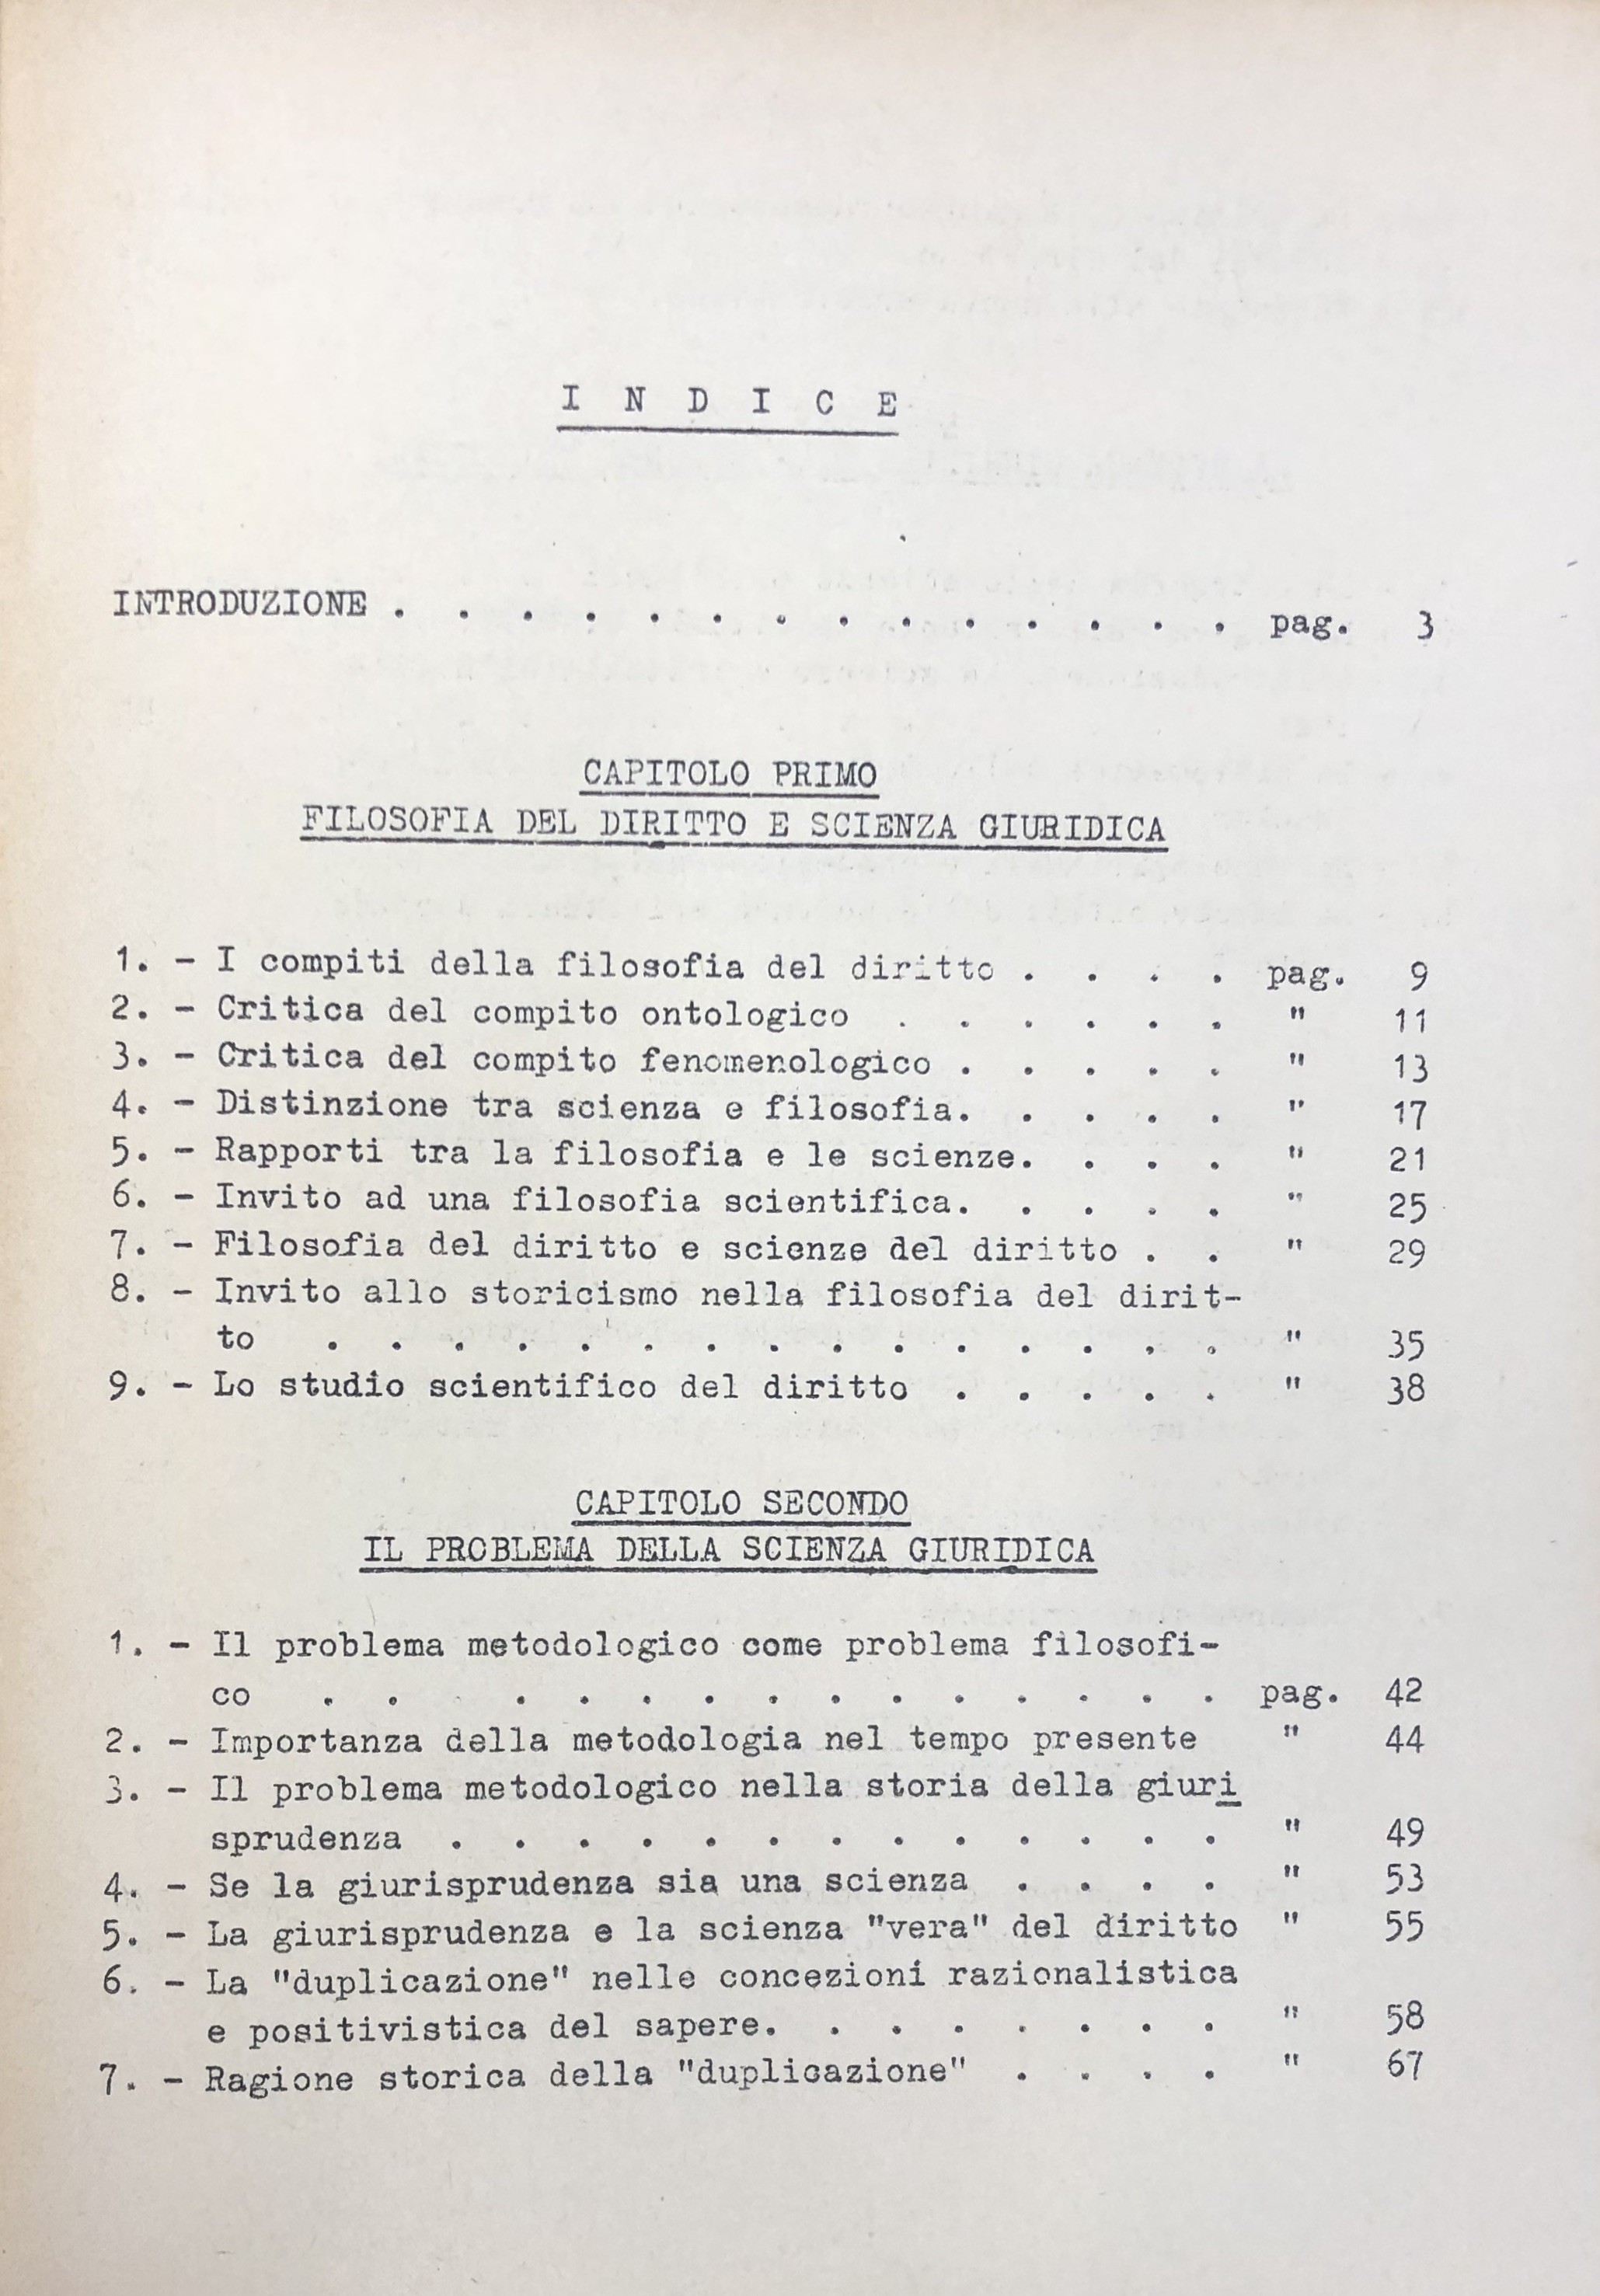 I N D I C E
INTRODUZIONE . . . . . . . . . . . . . . pag. 3
CAPITOLO PRIMO
FILOSOFIA DEL DIRITTO E SCIENZA GIURIDICA
1. - I compiti della filosofia del diritto . . . . pag. 9
2. - Critica del compito ontologico . . . . . . " 11
3. - Critica del compito fenomenologico . . . . . " 13
4. - Distinzione tra scienza e filosofia. . . . . " 17
5. - Rapporti tra la filosofia e le scienze. . . . " 21
6. - Invito ad una filosofia scientifica. . . . . " 25
7. - Filosofia del diritto e scienze del diritto . . " 29
8. - Invito allo storicismo nella filosofia del dirit-
to . . . . . . . . . . . . . . . " 35
9. - Lo studio scientifico del diritto . . . . . " 38
CAPITOLO SECONDO
IL PROBLEMA DELLA SCIENZA GIURIDICA
1. - Il problema metodologico come problema filosofi-
co . . . . . . . . . . . . . . pag. 42
2. - Importanza della metodologia nel tempo presente " 44
3. - Il problema metodologico nella storia della giuri
sprudenza . . . . . . . . . . . . . " 49
4. - Se la giurisprudenza sia una scienza . . . . " 53
5. - La giurisprudenza e la scienza "vera" del diritto " 55
6. - La "duplicazione" nelle concezioni razionalistica
e positivistica del sapere. . . . . . . . " 58
7. - Ragione storica della "duplicazione" . . . . " 67